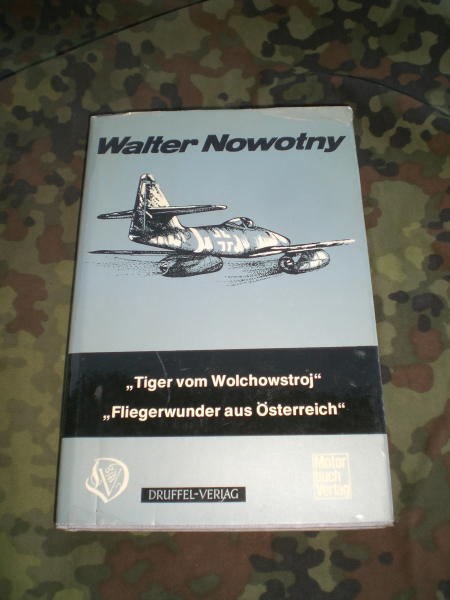 Walter Nowotny
„Tiger vom Wolchowstroj“
„Fliegerwunder aus Österreich“
DRUFFEL-VERLAG
Motor
buch
Verlag